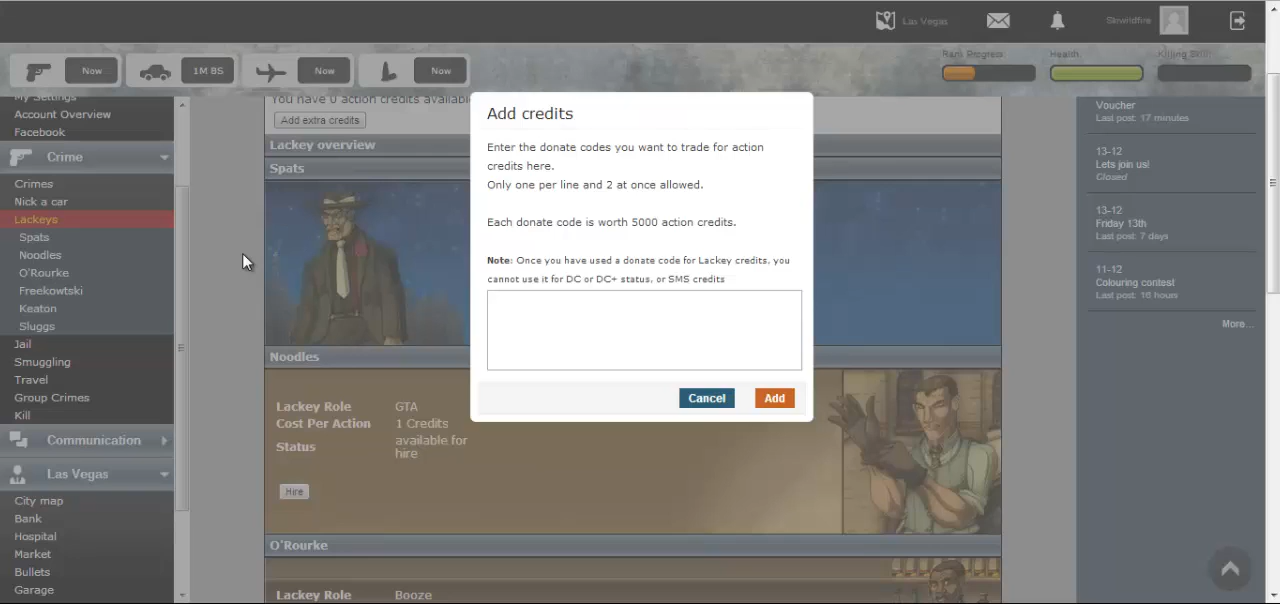 Las Vegas
Skwildfire
Now
1M 8S
Now
Now
Rank Progress:
Health:
Killing Skill:
My Settings
Account Overview
Facebook
Crime
Crimes
Nick a car
Lackeys
Spats
Noodles
O'Rourke
Freekowtski
Keaton
Sluggs
Jail
Smuggling
Travel
Group Crimes
Kill
Communication
Las Vegas
City map
Bank
Hospital
Market
Bullets
Garage
You have 0 action credits available
Add extra credits
Lackey overview
Spats
Noodles
Lackey Role GTA
Cost Per Action 1 Credits
Status available for
hire
Hire
O'Rourke
Lackey Role Booze
Add credits
Enter the donate codes you want to trade for action
credits here.
Only one per line and 2 at once allowed.
Each donate code is worth 5000 action credits.
Note: Once you have used a donate code for Lackey credits, you
cannot use it for DC or DC+ status, or SMS credits
Cancel
Add
Voucher
Last post: 17 minutes
13-12
Lets join us!
Closed
13-12
Friday 13th
Last post: 7 days
11-12
Colouring contest
Last post: 16 hours
More...